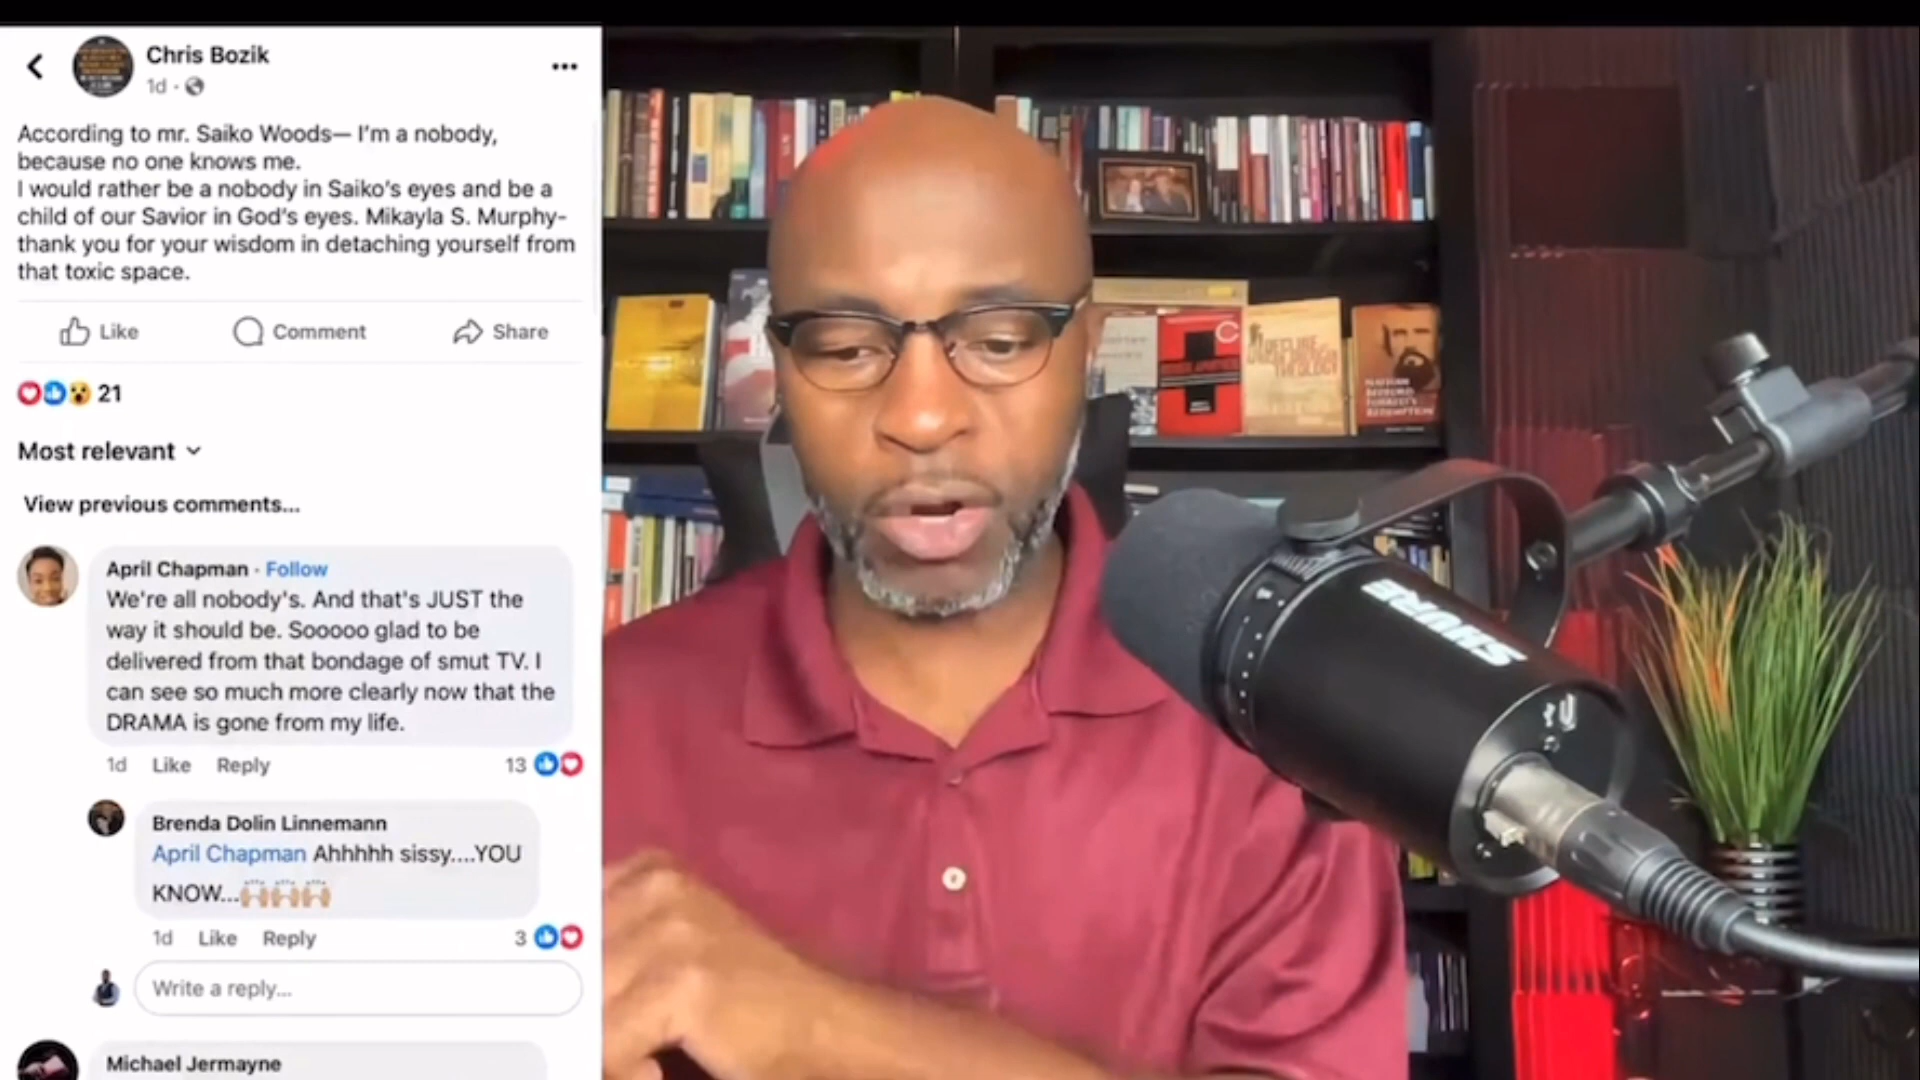 Chris Bozik
1d ·
According to mr. Saiko Woods— I'm a nobody,
because no one knows me.
I would rather be a nobody in Saiko's eyes and be a
child of our Savior in God's eyes. Mikayla S. Murphy-
thank you for your wisdom in detaching yourself from
that toxic space.
Like Comment Share
21
Most relevant
View previous comments...
April Chapman · Follow
We're all nobody's. And that's JUST the
way it should be. Sooooo glad to be
delivered from that bondage of smut TV. I
can see so much more clearly now that the
DRAMA is gone from my life.
1d Like Reply 13
Brenda Dolin Linnemann
April Chapman Ahhhhh sissy....YOU
KNOW...🙌🏼🙌🏼🙌🏼
1d Like Reply 3
Write a reply...
Michael Jermayne
SHURE
NATHAN
BEDFORD
FORREST'S
REDEMPTION